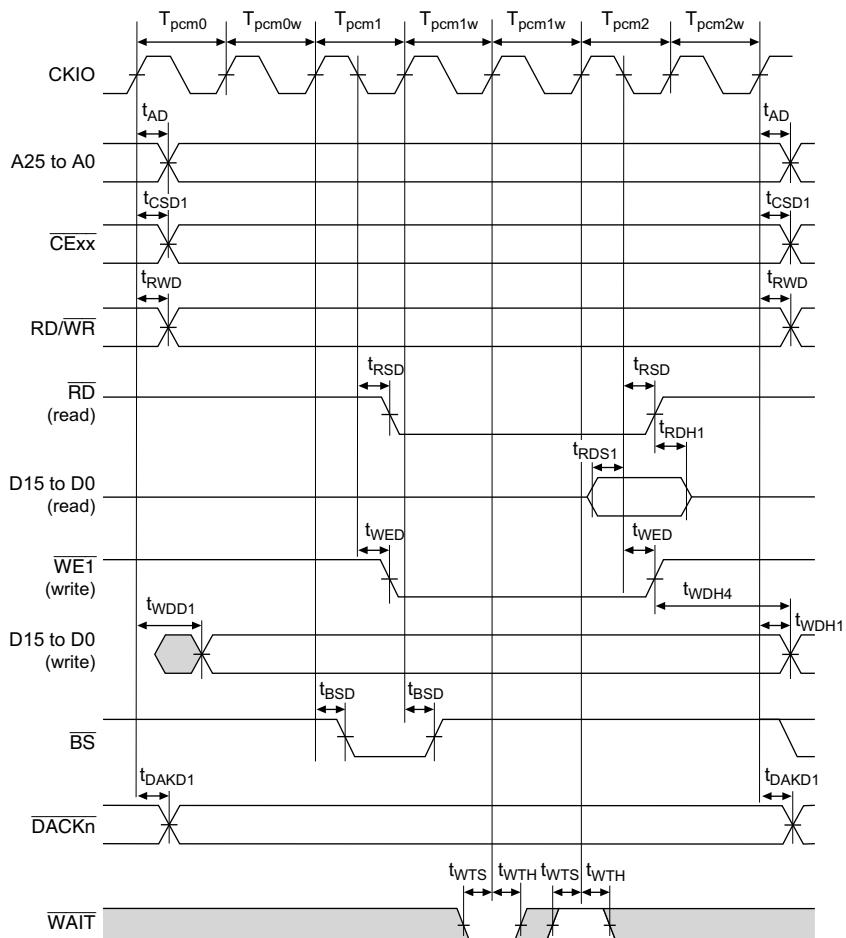 Tpcm0 Tpcm0w Tpcm1 Tpcm1w Tpcm1w Tpcm2 Tpcm2w
CKIO
tAD tAD
A25 to A0
tCSD1 tCSD1
CExx
tRWD tRWD
RD/WR
tRSD tRSD
RD
(read)
tRDH1
tRDS1
D15 to D0
(read)
tWED tWED
WE1
(write)
tWDH4
tWDD1 tWDH1
D15 to D0
(write)
tBSD tBSD
BS
tDAKD1 tDAKD1
DACKn
tWTS tWTH tWTS tWTH
WAIT